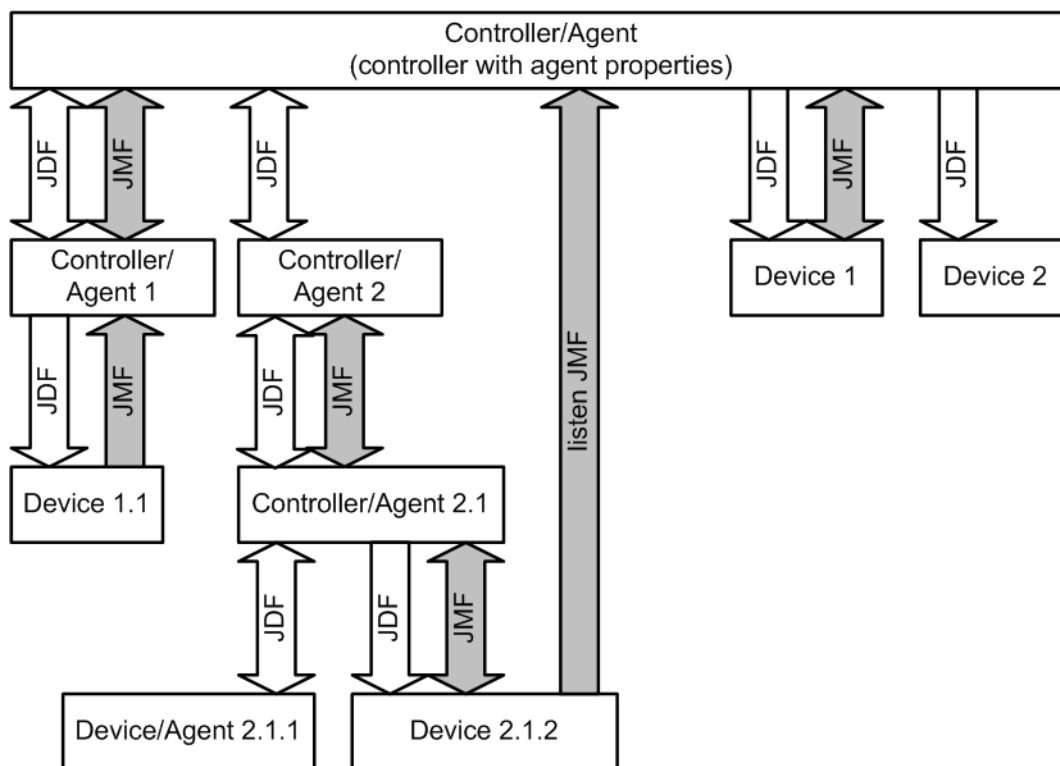 Controller/Agent
(controller with agent properties)
JDF
JMF
JDF
listen JMF
JDF
JMF
JDF
Controller/
Agent 1
Controller/
Agent 2
Device 1
Device 2
JDF
JMF
JDF
JMF
Device 1.1
Controller/Agent 2.1
JDF
JDF
JMF
Device/Agent 2.1.1
Device 2.1.2